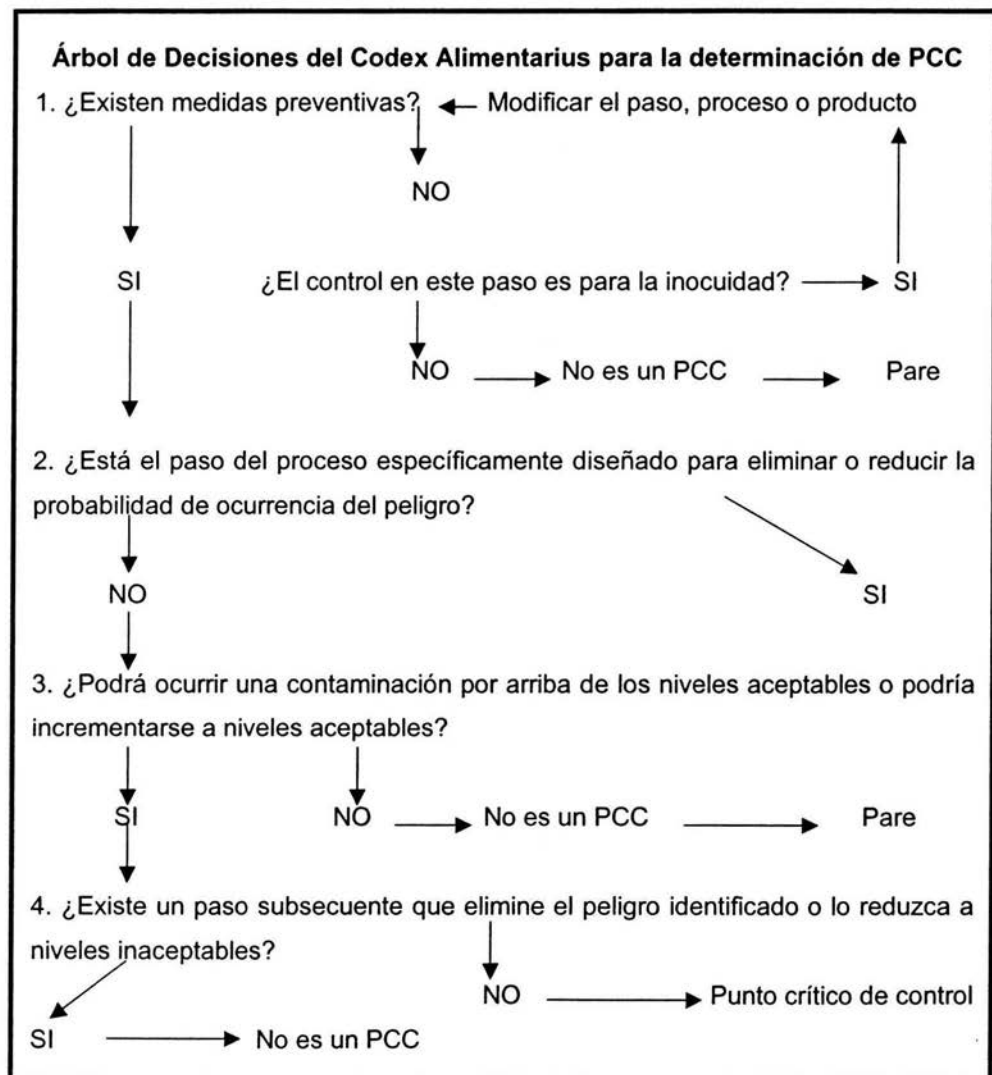 Árbol de Decisiones del Codex Alimentarius para la determinación de PCC
1. ¿Existen medidas preventivas? Modificar el paso, proceso o producto
NO
SI ¿El control en este paso es para la inocuidad? SI
NO No es un PCC Pare
2. ¿Está el paso del proceso específicamente diseñado para eliminar o reducir la
probabilidad de ocurrencia del peligro?
NO SI
3. ¿Podrá ocurrir una contaminación por arriba de los niveles aceptables o podría
incrementarse a niveles aceptables?
SI NO No es un PCC Pare
4. ¿Existe un paso subsecuente que elimine el peligro identificado o lo reduzca a
niveles inaceptables?
NO Punto crítico de control
SI No es un PCC